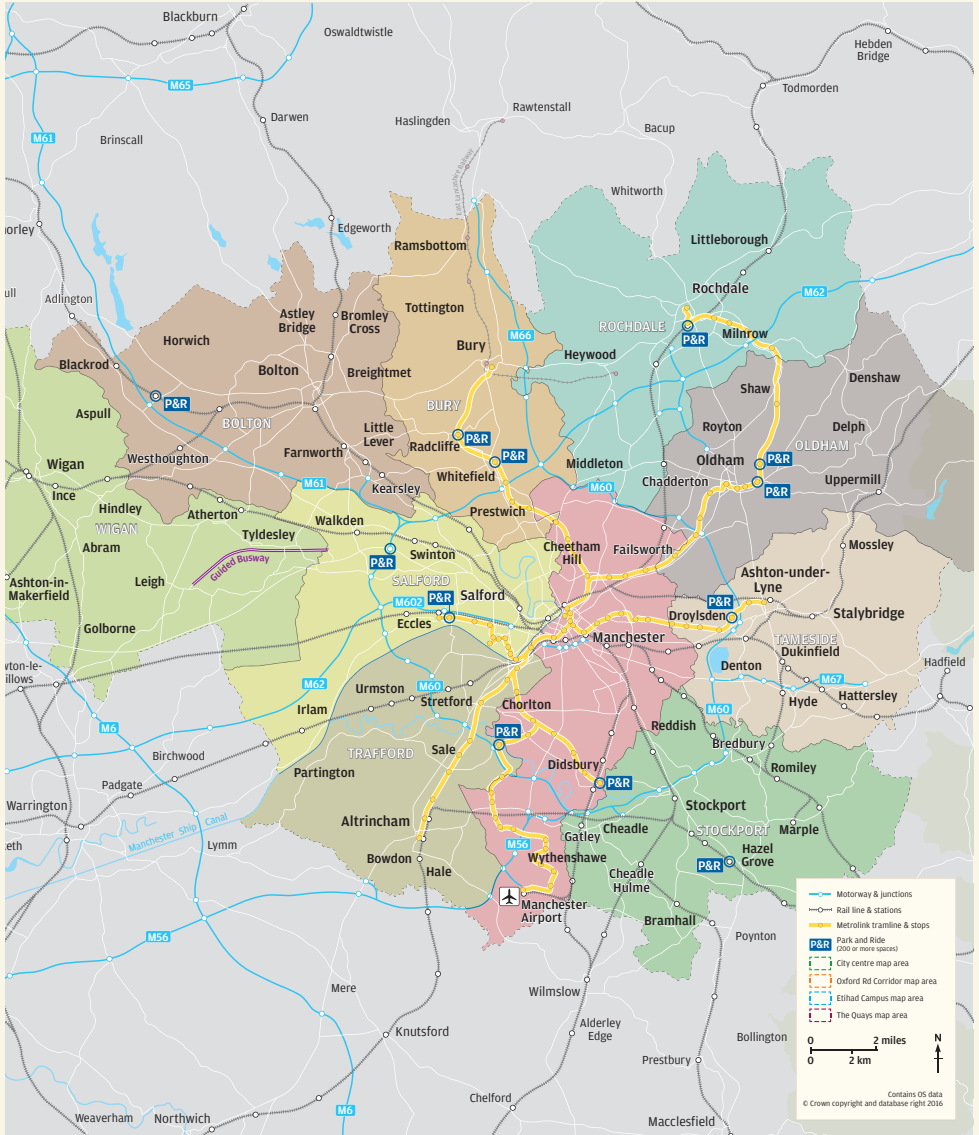 Blackburn
Oswaldtwistle
Hebden
Bridge
M65
Todmorden
Rawtenstall
Haslingden
Darwen
Bacup
M61
Brinscall
East Lancashire Railway
Whitworth
Edgeworth
orley
Ramsbottom
Littleborough
Rochdale
M62
ull
Adlington
Tottington
Astley
Bridge
Bromley
Cross
ROCHDALE
P&R
Milnrow
Horwich
M66
Bury
Heywood
Blackrod
Bolton
Breightmet
Denshaw
Shaw
P&R
BURY
Aspull
BOLTON
Little
Lever
Royton
Delph
P&R
Radcliffe
OLDHAM
Farnworth
P&R
Westhoughton
Oldham
P&R
Wigan
Middleton
Whitefield
Chadderton
Uppermill
M61
Kearsley
M60
P&R
Ince
Hindley
Atherton
Prestwich
Walkden
WIGAN
Tyldesley
Abram
Cheetham
Hill
Failsworth
Mossley
Swinton
P&R
Guided Busway
Ashton-under-
Lyne
Ashton-in-
Makerfield
Leigh
SALFORD
M602
P&R
Salford
P&R
Droylsden
Stalybridge
Eccles
Golborne
Manchester
TAMESIDE
Dukinfield
wton-le-
illows
Denton
Hadfield
M62
Urmston
M60
M67
Stretford
Hattersley
Irlam
Chorlton
Hyde
M60
M6
Reddish
P&R
Bredbury
TRAFFORD
Sale
Birchwood
Partington
Didsbury
Romiley
P&R
Padgate
Warrington
Stockport
Altrincham
Manchester Ship Canal
Cheadle
STOCKPORT
Marple
Gatley
eth
Lymm
M56
Hazel
Grove
Bowdon
Wythenshawe
P&R
Hale
Cheadle
Hulme
Manchester
Airport
Bramhall
M56
Poynton
Mere
Wilmslow
Knutsford
Alderley
Edge
Bollington
Prestbury
Chelford
M6
Weaverham
Northwich
Macclesfield
Motorway & junctions
Rail line & stations
Metrolink tramline & stops
P&R
Park and Ride
(200 or more spaces)
City centre map area
Oxford Rd Corridor map area
Etihad Campus map area
The Quays map area
0 2 miles
0 2 km
N
Contains OS data
© Crown copyright and database right 2016